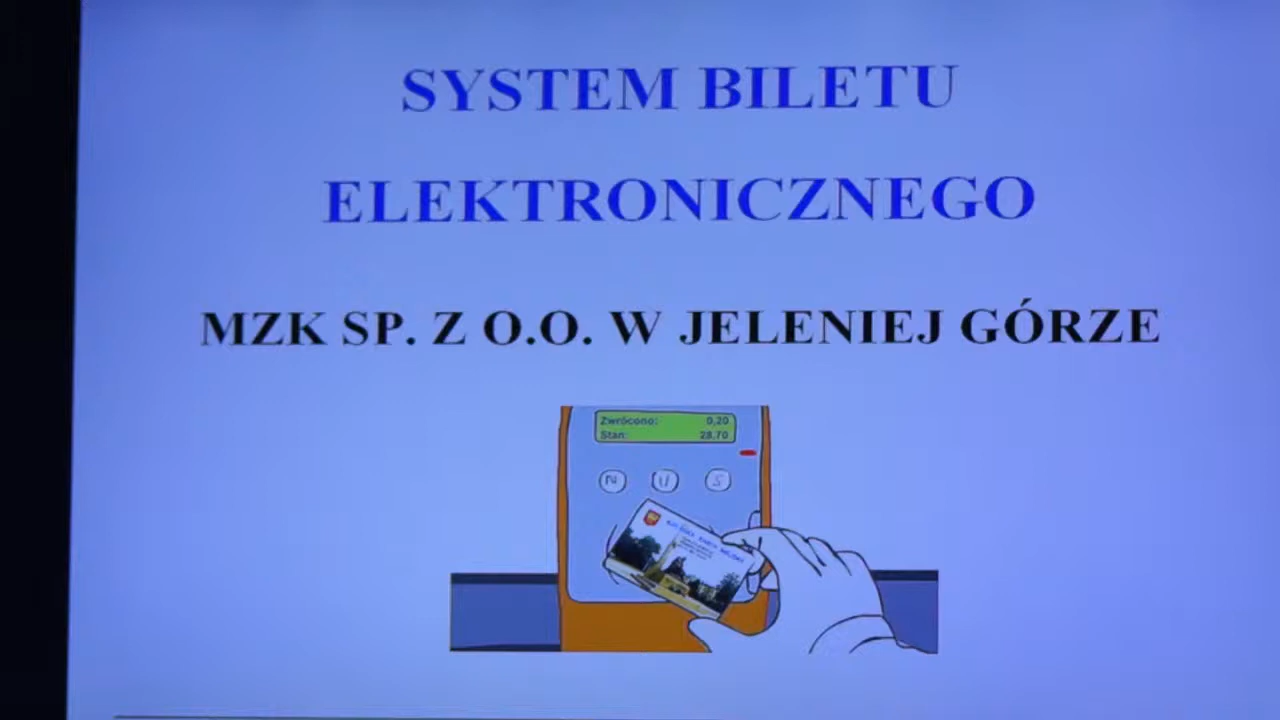 SYSTEM BILETU
ELEKTRONICZNEGO
MZK SP. Z O.O. W JELENIEJ GÓRZE
Zwrócono: 0,20
Stan: 28,70
N U S